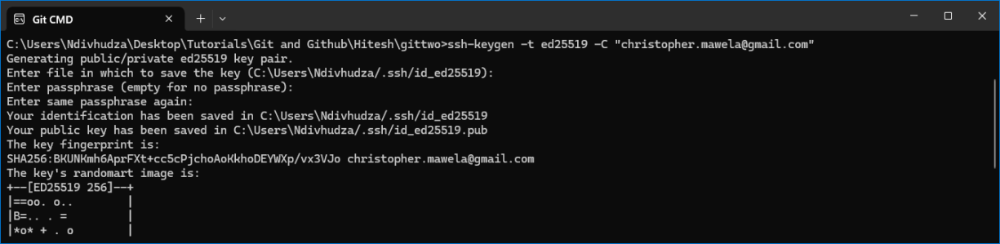 Git CMD
C:\Users\Ndivhudza\Desktop\Tutorials\Git and Github\Hitesh\gittwo>ssh-keygen -t ed25519 -C "christopher.mawela@gmail.com"
Generating public/private ed25519 key pair.
Enter file in which to save the key (C:\Users\Ndivhudza/.ssh/id_ed25519):
Enter passphrase (empty for no passphrase):
Enter same passphrase again:
Your identification has been saved in C:\Users\Ndivhudza/.ssh/id_ed25519
Your public key has been saved in C:\Users\Ndivhudza/.ssh/id_ed25519.pub
The key fingerprint is:
SHA256:BKUNKmh6AprFXt+cc5cPjchoAoKkhoDEYWXp/vx3VJo christopher.mawela@gmail.com
The key's randomart image is:
+--[ED25519 256]--+
|==oo. o..        |
|B=.. . =         |
|*o* + . o        |